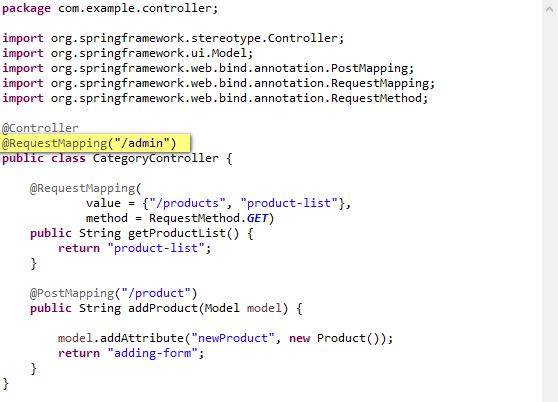 package com.example.controller;
import org.springframework.stereotype.Controller;
import org.springframework.ui.Model;
import org.springframework.web.bind.annotation.PostMapping;
import org.springframework.web.bind.annotation.RequestMapping;
import org.springframework.web.bind.annotation.RequestMethod;
@Controller
@RequestMapping("/admin")
public class CategoryController {
@RequestMapping(
value = {"/products", "product-list"},
method = RequestMethod.GET)
public String getProductList() {
return "product-list";
}
@PostMapping("/product")
public String addProduct(Model model) {
model.addAttribute("newProduct", new Product());
return "adding-form";
}
}